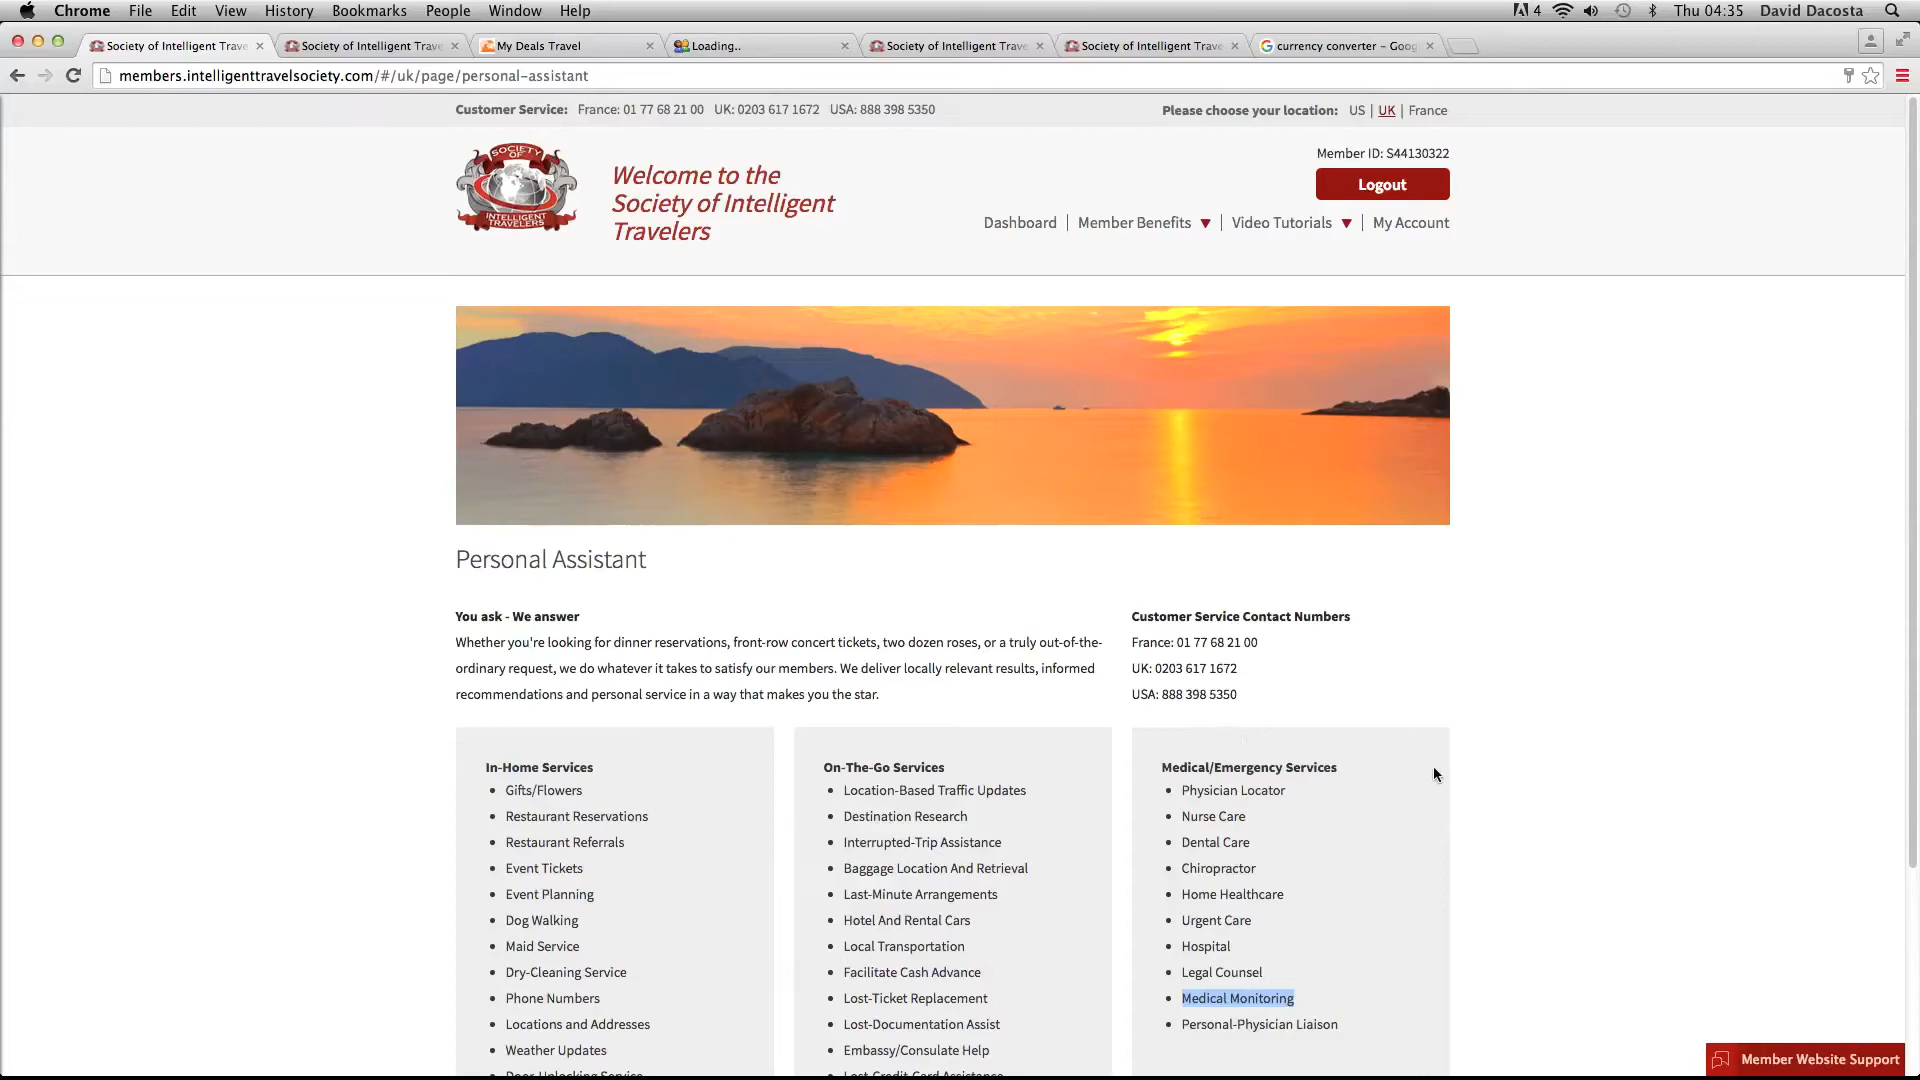 Chrome File Edit View History Bookmarks People Window Help 4 Thu 04:35 David Dacosta
Society of Intelligent Trave × Society of Intelligent Trave × My Deals Travel × Loading.. × Society of Intelligent Trave × Society of Intelligent Trave × currency converter – Goog ×
members.intelligenttravelsociety.com/#/uk/page/personal-assistant
Customer Service: France: 01 77 68 21 00 UK: 0203 617 1672 USA: 888 398 5350 Please choose your location: US | UK | France
SOCIETY OF INTELLIGENT TRAVELERS
Welcome to the
Society of Intelligent
Travelers
Member ID: S44130322
Logout
Dashboard | Member Benefits ▼ | Video Tutorials ▼ | My Account
Personal Assistant
You ask - We answer
Whether you're looking for dinner reservations, front-row concert tickets, two dozen roses, or a truly out-of-the-
ordinary request, we do whatever it takes to satisfy our members. We deliver locally relevant results, informed
recommendations and personal service in a way that makes you the star.
Customer Service Contact Numbers
France: 01 77 68 21 00
UK: 0203 617 1672
USA: 888 398 5350
In-Home Services
• Gifts/Flowers
• Restaurant Reservations
• Restaurant Referrals
• Event Tickets
• Event Planning
• Dog Walking
• Maid Service
• Dry-Cleaning Service
• Phone Numbers
• Locations and Addresses
• Weather Updates
Door-Unlocking Service
On-The-Go Services
• Location-Based Traffic Updates
• Destination Research
• Interrupted-Trip Assistance
• Baggage Location And Retrieval
• Last-Minute Arrangements
• Hotel And Rental Cars
• Local Transportation
• Facilitate Cash Advance
• Lost-Ticket Replacement
• Lost-Documentation Assist
• Embassy/Consulate Help
Lost-Credit-Card Assistance
Medical/Emergency Services
• Physician Locator
• Nurse Care
• Dental Care
• Chiropractor
• Home Healthcare
• Urgent Care
• Hospital
• Legal Counsel
• Medical Monitoring
• Personal-Physician Liaison
Member Website Support